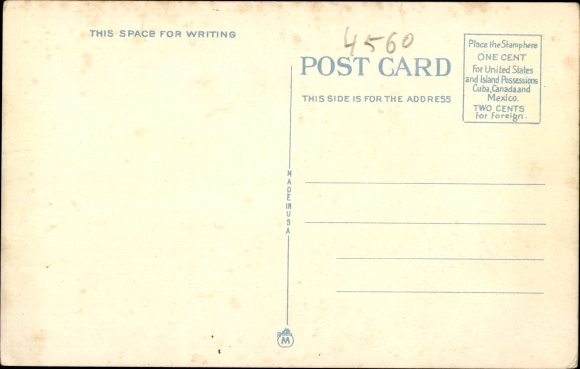 THIS SPACE FOR WRITING
4560
POST CARD
THIS SIDE IS FOR THE ADDRESS
Place the Stamp here
ONE CENT
For United States
and Island Possessions
Cuba, Canada and
Mexico.
TWO CENTS
For Foreign.
MADE IN USA
M